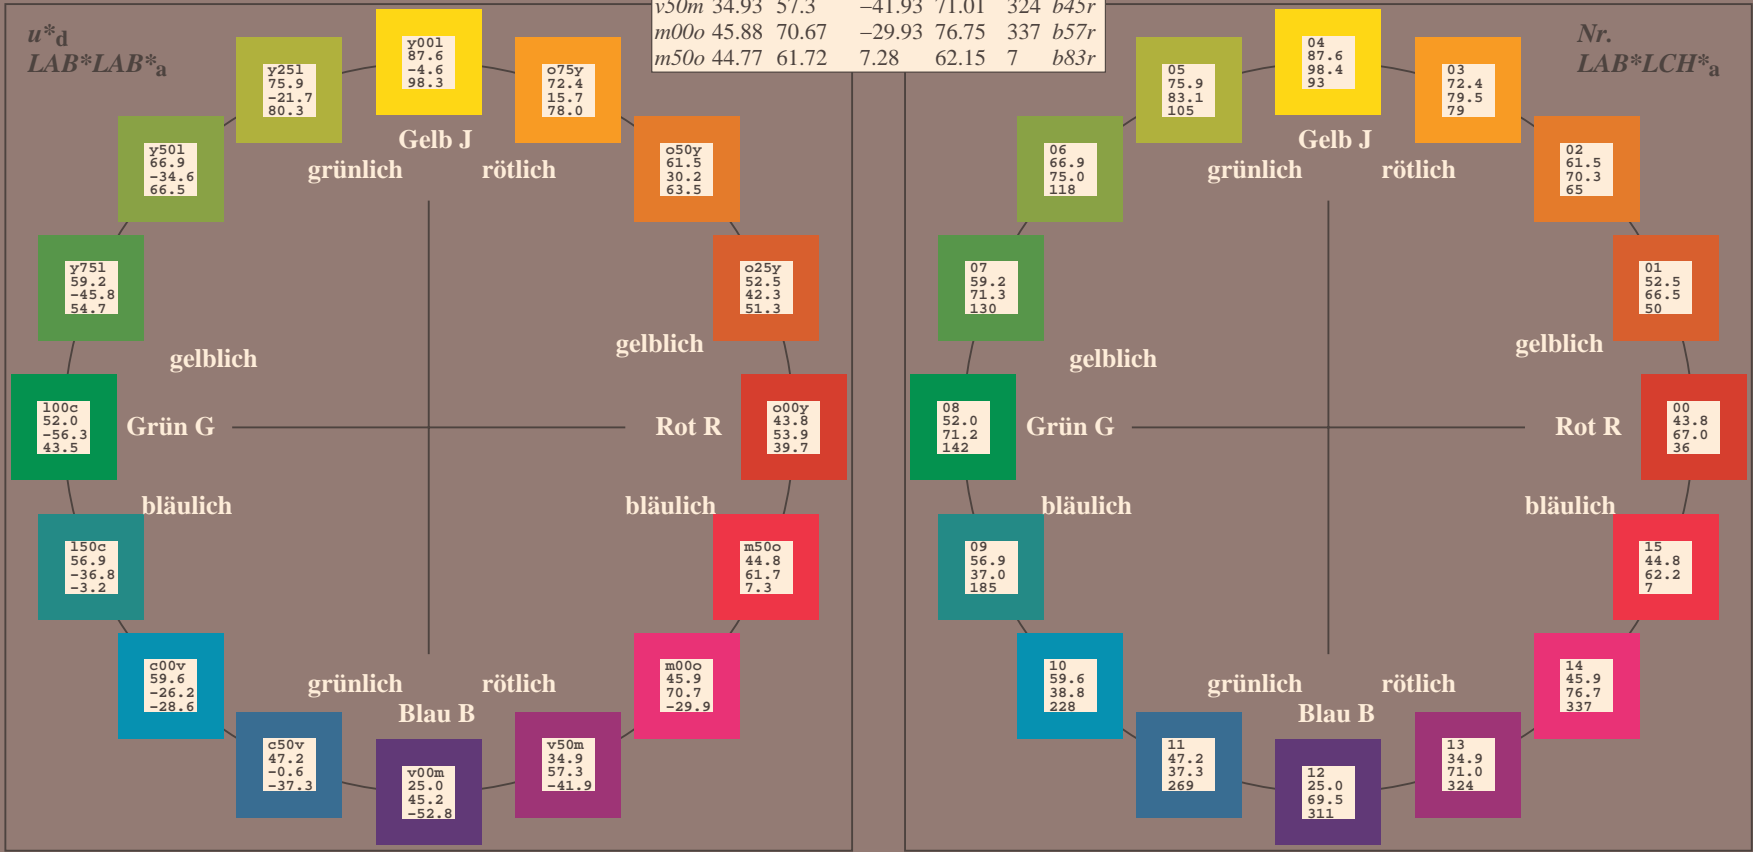 v50m 34.93 57.3 −41.93 71.01 324 b45r
m00o 45.88 70.67 −29.93 76.75 337 b57r
m50o 44.77 61.72 7.28 62.15 7 b83r
u*d
LAB*LAB*a
y00l
87.6
-4.6
98.3
y25l
75.9
-21.7
80.3
o75y
72.4
15.7
78.0
y50l
66.9
-34.6
66.5
o50y
61.5
30.2
63.5
Gelb J
grünlich rötlich
y75l
59.2
-45.8
54.7
o25y
52.5
42.3
51.3
gelblich
gelblich
l00c
52.0
-56.3
43.5
Grün G
Rot R
o00y
43.8
53.9
39.7
bläulich
bläulich
l50c
56.9
-36.8
-3.2
m50o
44.8
61.7
7.3
c00v
59.6
-26.2
-28.6
m00o
45.9
70.7
-29.9
grünlich rötlich
Blau B
c50v
47.2
-0.6
-37.3
v00m
25.0
45.2
-52.8
v50m
34.9
57.3
-41.9
Nr.
LAB*LCH*a
04
87.6
98.4
93
05
75.9
83.1
105
03
72.4
79.5
79
06
66.9
75.0
118
02
61.5
70.3
65
Gelb J
grünlich rötlich
07
59.2
71.3
130
01
52.5
66.5
50
gelblich
gelblich
08
52.0
71.2
142
Grün G
Rot R
00
43.8
67.0
36
bläulich
bläulich
09
56.9
37.0
185
15
44.8
62.2
7
10
59.6
38.8
228
14
45.9
76.7
337
grünlich rötlich
Blau B
11
47.2
37.3
269
12
25.0
69.5
311
13
34.9
71.0
324